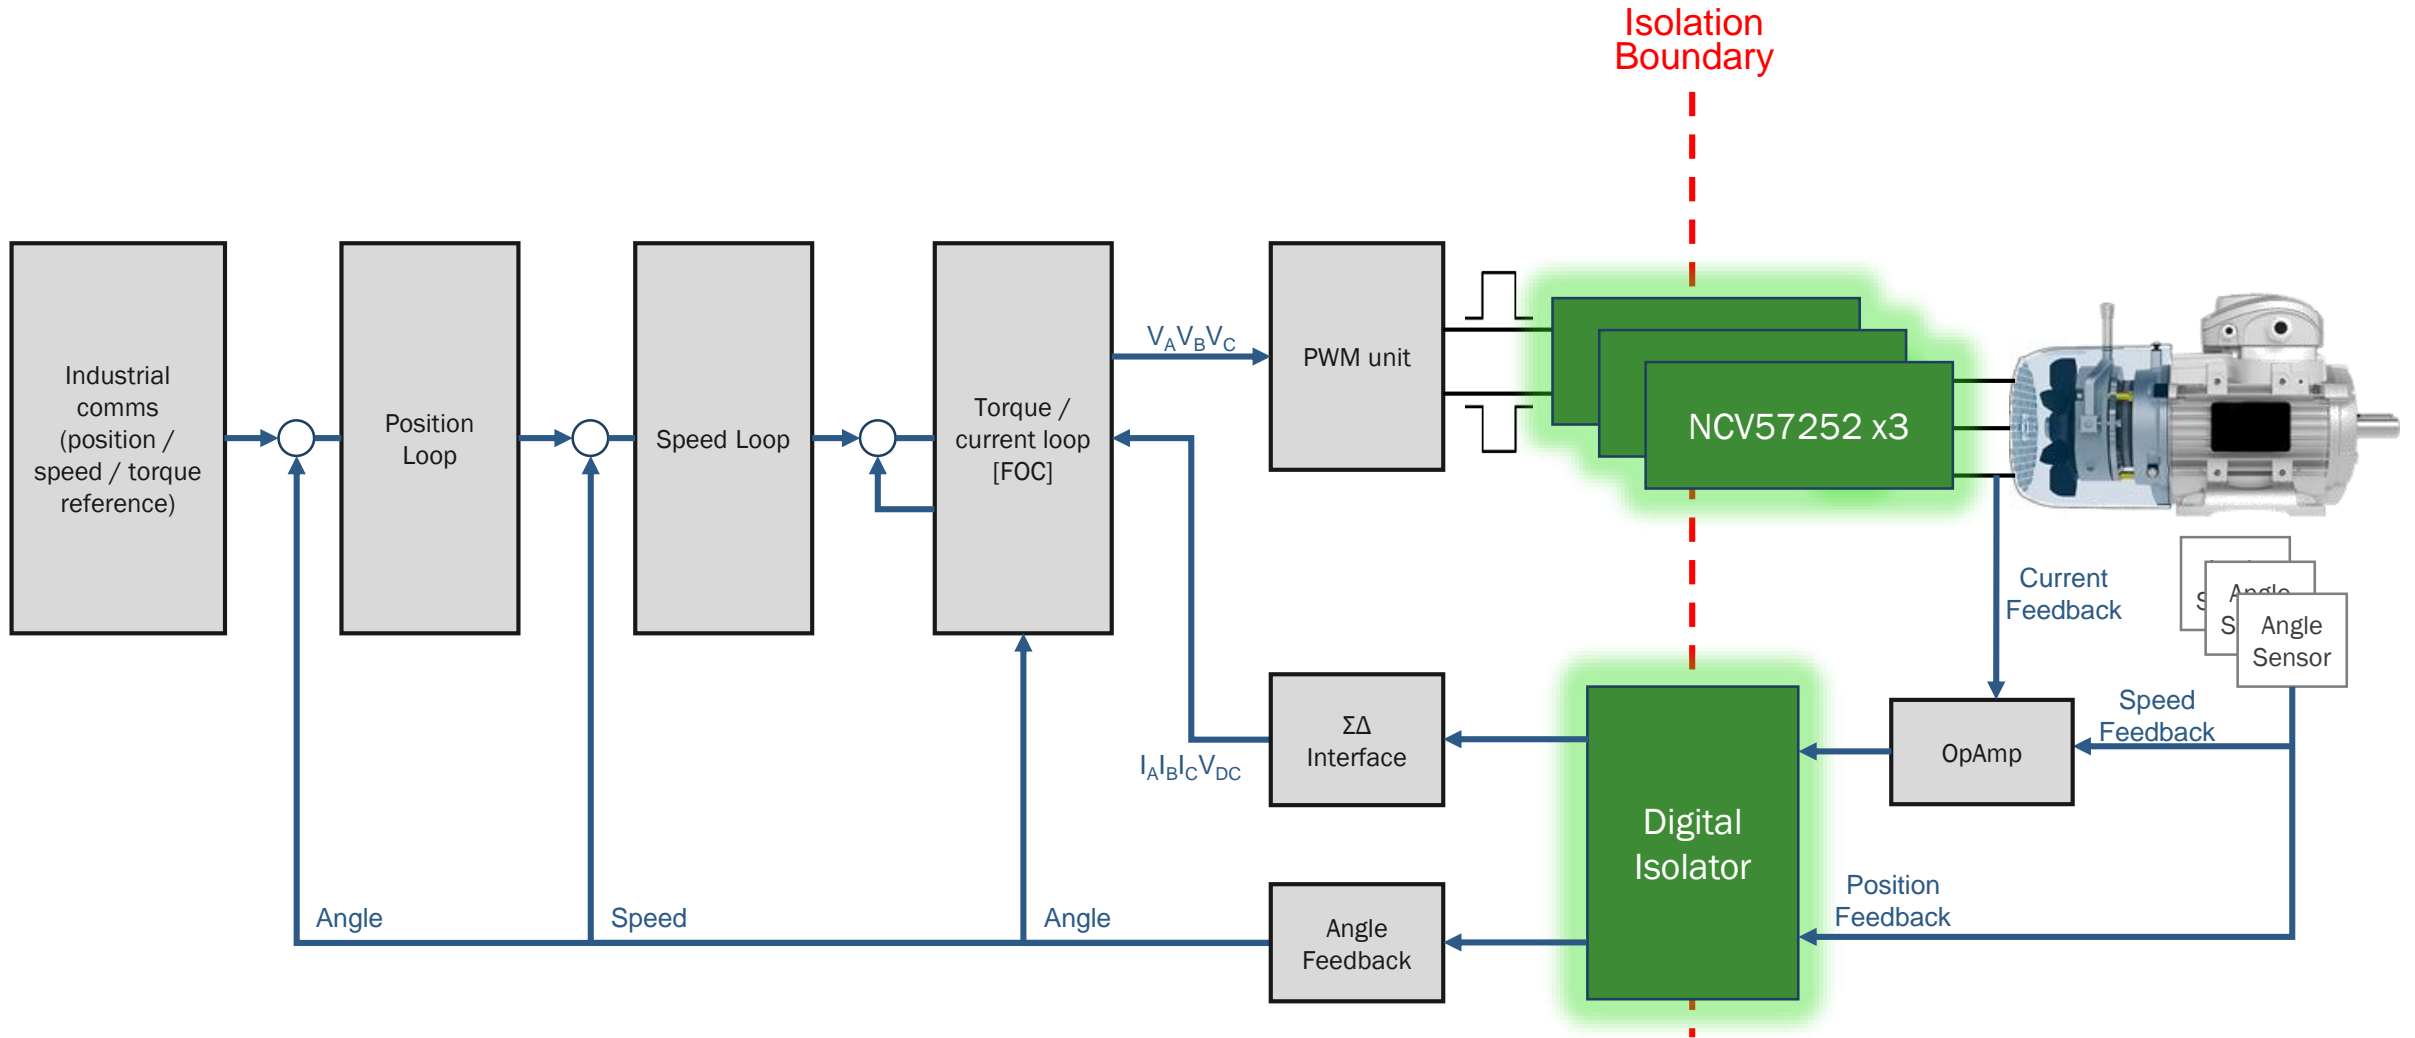 Isolation
Boundary
Industrial
comms
(position /
speed / torque
reference)
Position
Loop
Speed Loop
Torque /
current loop
[FOC]
VAVBVC
PWM unit
NCV57252 x3
Current
Feedback
Angle
S
Angle
Sensor
S
Speed
Feedback
OpAmp
ΣΔ
Interface
IAIBICVDC
Digital
Isolator
Position
Feedback
Angle
Feedback
Angle
Speed
Angle